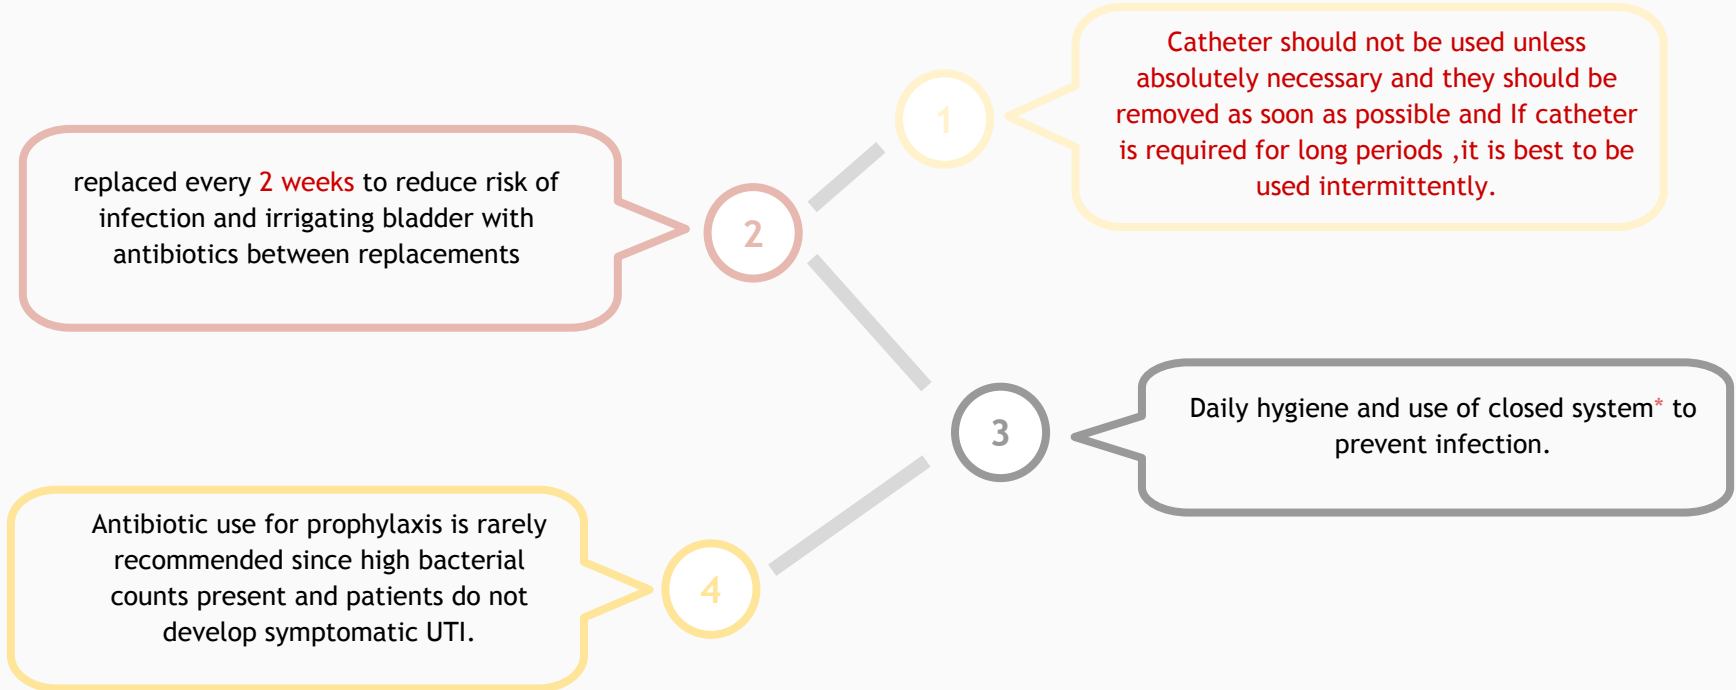 1
Catheter should not be used unless
absolutely necessary and they should be
removed as soon as possible and If catheter
is required for long periods ,it is best to be
used intermittently.
2
replaced every 2 weeks to reduce risk of
infection and irrigating bladder with
antibiotics between replacements
3
Daily hygiene and use of closed system* to
prevent infection.
4
Antibiotic use for prophylaxis is rarely
recommended since high bacterial
counts present and patients do not
develop symptomatic UTI.